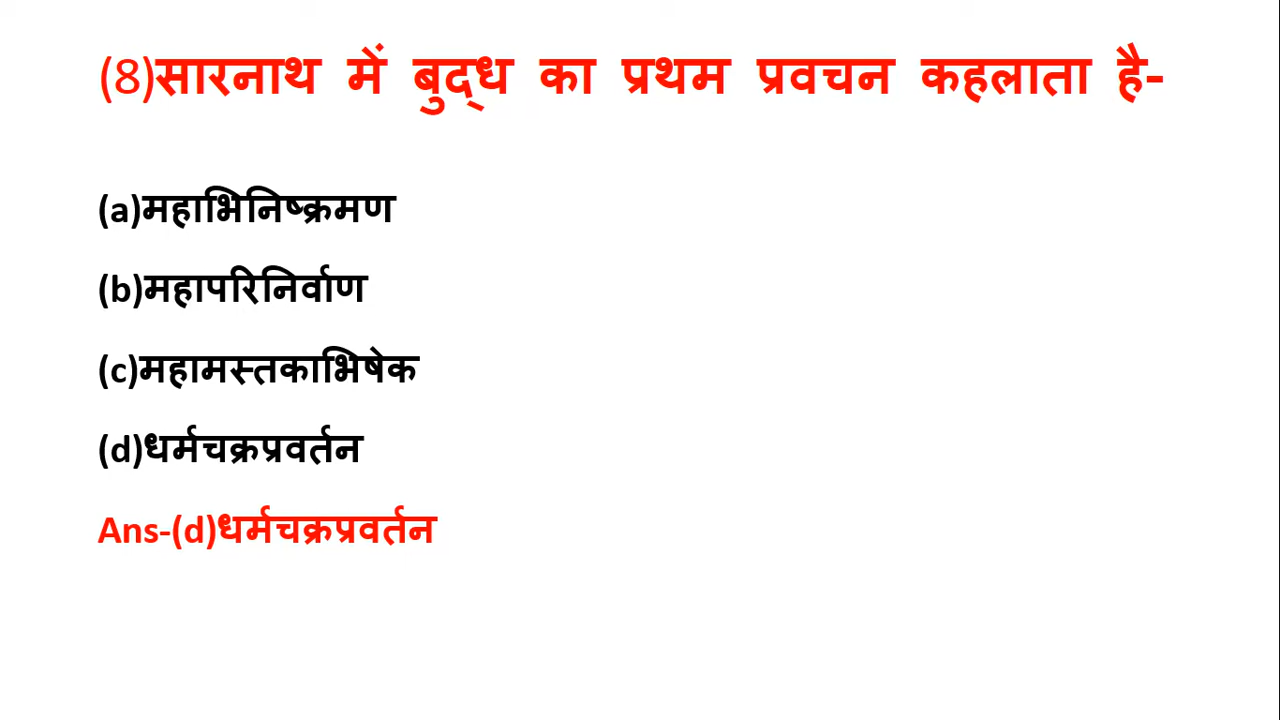 (8)सारनाथ में बुद्ध का प्रथम प्रवचन कहलाता है-
(a)महाभिनिष्क्रमण
(b)महापरिनिर्वाण
(c)महामस्तकाभिषेक
(d)धर्मचक्रप्रवर्तन
Ans-(d)धर्मचक्रप्रवर्तन